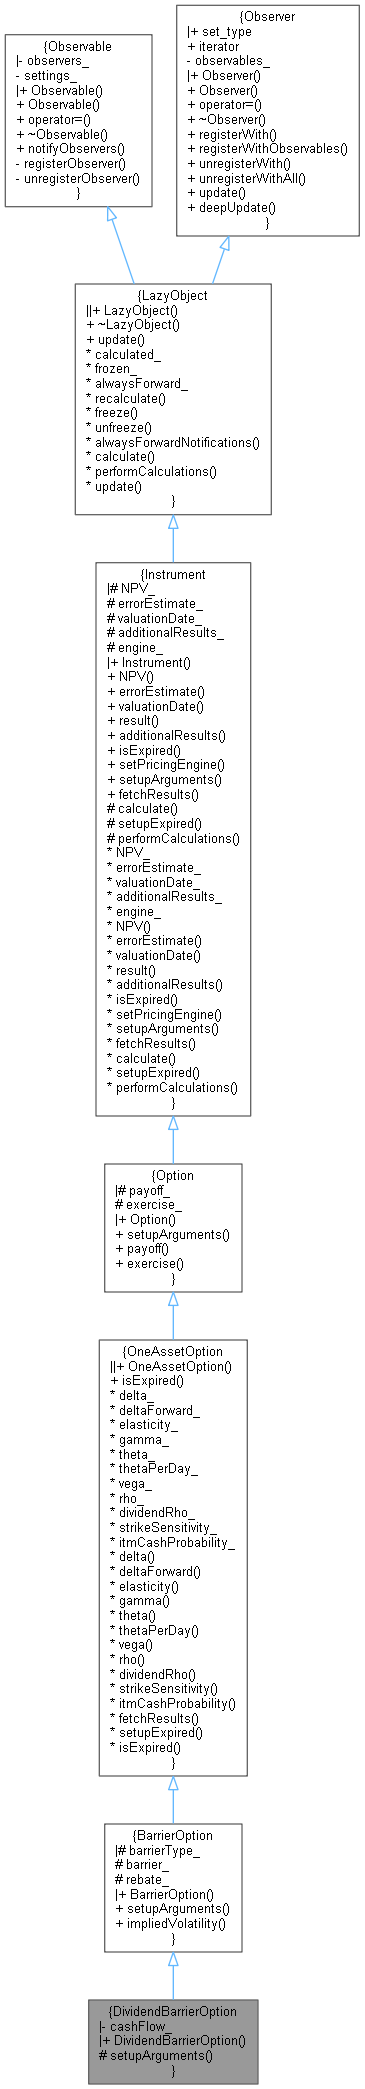 {Observable
|- observers_
- settings_
|+ Observable()
+ Observable()
+ operator=()
+ ~Observable()
+ notifyObservers()
- registerObserver()
- unregisterObserver()
}
{Observer
|+ set_type
+ iterator
- observables_
|+ Observer()
+ Observer()
+ operator=()
+ ~Observer()
+ registerWith()
+ registerWithObservables()
+ unregisterWith()
+ unregisterWithAll()
+ update()
+ deepUpdate()
}
{LazyObject
||+ LazyObject()
+ ~LazyObject()
+ update()
* calculated_
* frozen_
* alwaysForward_
* recalculate()
* freeze()
* unfreeze()
* alwaysForwardNotifications()
* calculate()
* performCalculations()
* update()
}
{Instrument
|# NPV_
# errorEstimate_
# valuationDate_
# additionalResults_
# engine_
|+ Instrument()
+ NPV()
+ errorEstimate()
+ valuationDate()
+ result()
+ additionalResults()
+ isExpired()
+ setPricingEngine()
+ setupArguments()
+ fetchResults()
# calculate()
# setupExpired()
# performCalculations()
* NPV_
* errorEstimate_
* valuationDate_
* additionalResults_
* engine_
* NPV()
* errorEstimate()
* valuationDate()
* result()
* additionalResults()
* isExpired()
* setPricingEngine()
* setupArguments()
* fetchResults()
* calculate()
* setupExpired()
* performCalculations()
}
{Option
|# payoff_
# exercise_
|+ Option()
+ setupArguments()
+ payoff()
+ exercise()
}
{OneAssetOption
||+ OneAssetOption()
+ isExpired()
* delta_
* deltaForward_
* elasticity_
* gamma_
* theta_
* thetaPerDay_
* vega_
* rho_
* dividendRho_
* strikeSensitivity_
* itmCashProbability_
* delta()
* deltaForward()
* elasticity()
* gamma()
* theta()
* thetaPerDay()
* vega()
* rho()
* dividendRho()
* strikeSensitivity()
* itmCashProbability()
* fetchResults()
* setupExpired()
* isExpired()
}
{BarrierOption
|# barrierType_
# barrier_
# rebate_
|+ BarrierOption()
+ setupArguments()
+ impliedVolatility()
}
{DividendBarrierOption
|- cashFlow_
|+ DividendBarrierOption()
# setupArguments()
}